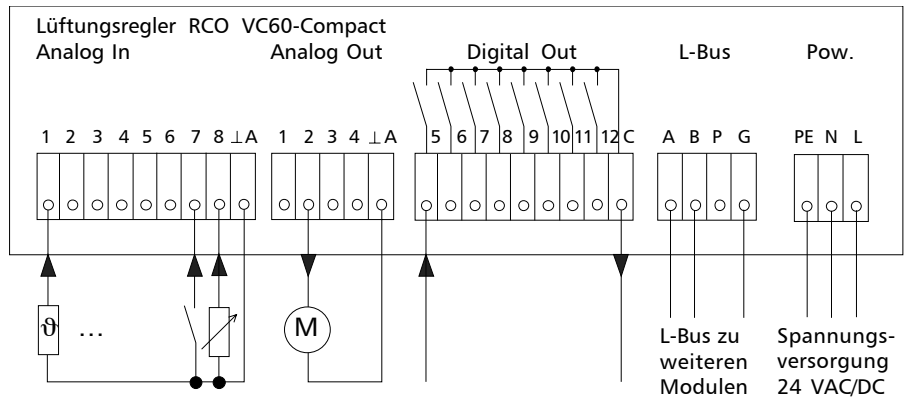 Lüftungsregler RCO VC60-Compact
Analog In Analog Out Digital Out L-Bus Pow.
1 2 3 4 5 6 7 8 ⊥A 1 2 3 4 ⊥A 5 6 7 8 9 10 11 12 C A B P G PE N L
ϑ ... M
L-Bus zu
weiteren
Modulen
Spannungs-
versorgung
24 VAC/DC